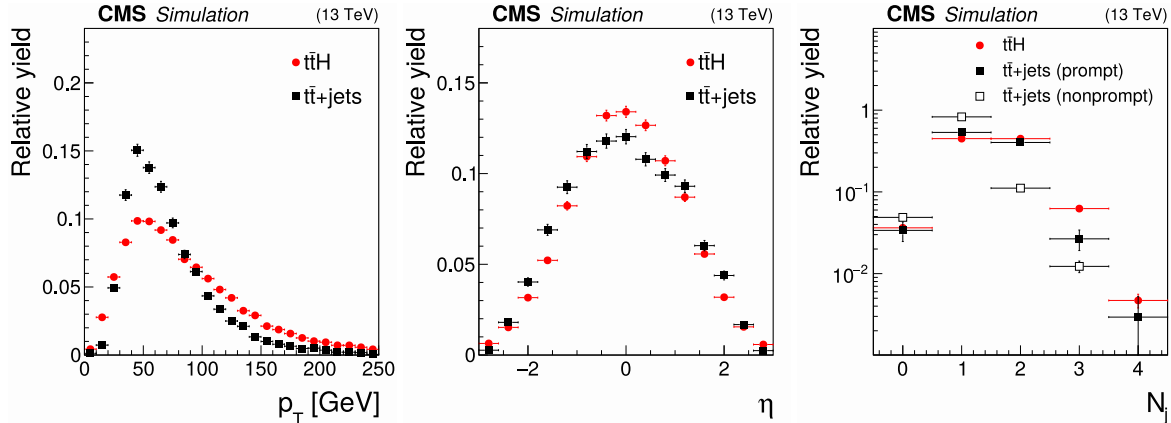 CMS Simulation (13 TeV)
Relative yield
tt̄H
tt̄+jets
0.2
0.15
0.1
0.05
0
0 50 100 150 200 250
p_T [GeV]
CMS Simulation (13 TeV)
Relative yield
tt̄H
tt̄+jets
0.15
0.1
0.05
0
−2 0 2
η
CMS Simulation (13 TeV)
Relative yield
tt̄H
tt̄+jets (prompt)
tt̄+jets (nonprompt)
1
10⁻¹
10⁻²
0 1 2 3 4
N_j